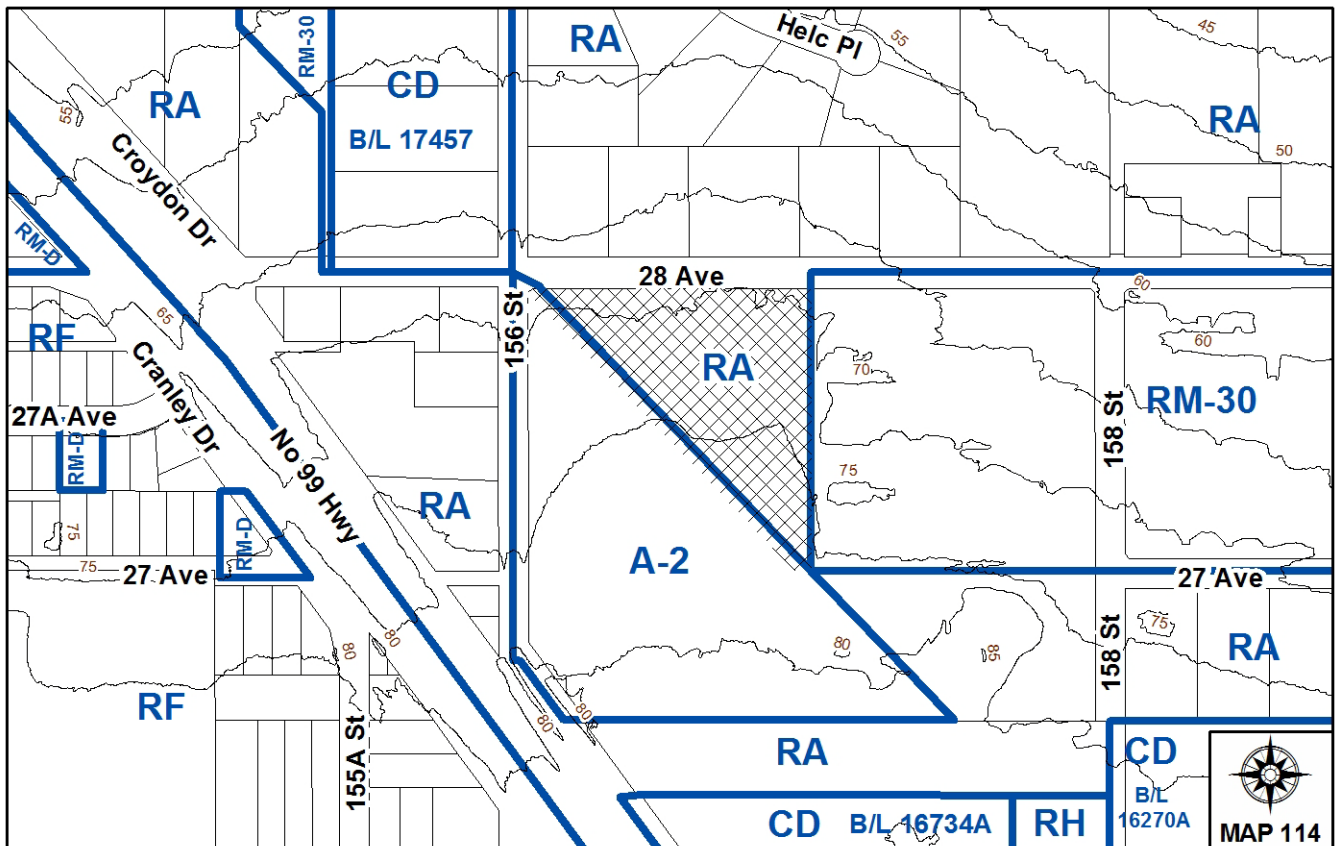 RM-30
RA
Helc Pl
55
45
CD
RA
55
B/L 17457
RA
50
Croydon Dr
RM-D
28 Ave
60
156 St
65
RF
60
Cranley Dr
RA
70
RM-30
27A Ave
158 St
RM-D
No 99 Hwy
75
RA
75
RM-D
A-2
75
27 Ave
27 Ave
75
80
80
80
85
158 St
RA
RF
80
80
155A St
RA
CD
B/L
16270A
CD
B/L 16734A
RH
MAP 114